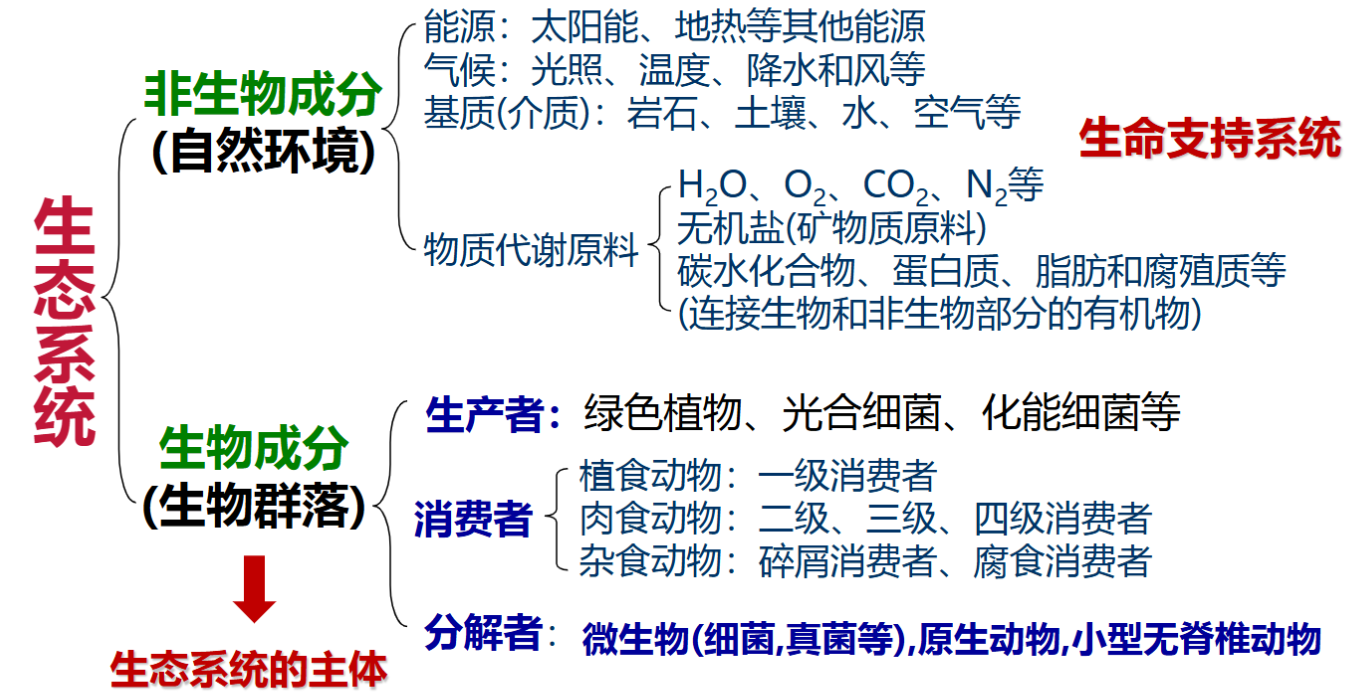 生态系统
非生物成分
(自然环境)
能源：太阳能、地热等其他能源
气候：光照、温度、降水和风等
基质(介质)：岩石、土壤、水、空气等
生命支持系统
物质代谢原料
H₂O、O₂、CO₂、N₂等
无机盐(矿物质原料)
碳水化合物、蛋白质、脂肪和腐殖质等
(连接生物和非生物部分的有机物)
生物成分
(生物群落)
生产者：绿色植物、光合细菌、化能细菌等
消费者
植食动物：一级消费者
肉食动物：二级、三级、四级消费者
杂食动物：碎屑消费者、腐食消费者
分解者：微生物(细菌,真菌等),原生动物,小型无脊椎动物
生态系统的主体